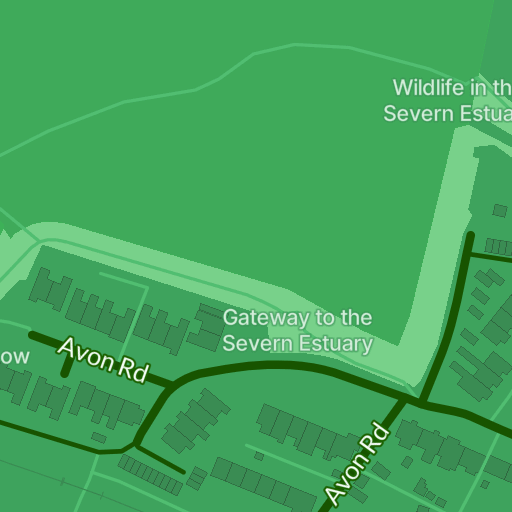 Wildlife in th
Severn Estua
Gateway to the
Severn Estuary
Avon Rd
ow
Avon Rd